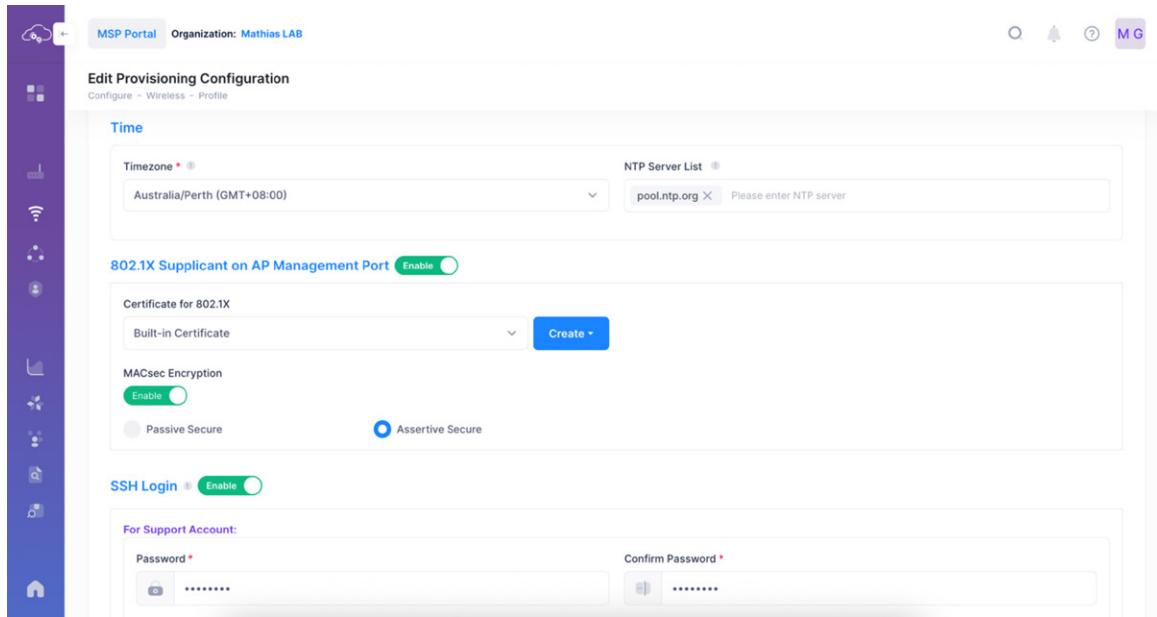 MSP Portal Organization: Mathias LAB
M G
Edit Provisioning Configuration
Configure - Wireless - Profile
Time
Timezone *
NTP Server List
Australia/Perth (GMT+08:00)
pool.ntp.org
Please enter NTP server
802.1X Supplicant on AP Management Port Enable
Certificate for 802.1X
Built-in Certificate
Create
MACsec Encryption
Enable
Passive Secure
Assertive Secure
SSH Login Enable
For Support Account:
Password *
Confirm Password *
••••••••
••••••••